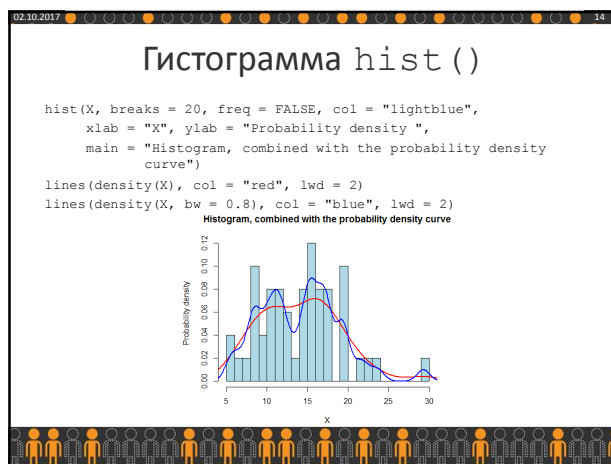 02.10.2017
14
Гистограмма hist()
hist(X, breaks = 20, freq = FALSE, col = "lightblue",
xlab = "X", ylab = "Probability density ",
main = "Histogram, combined with the probability density
curve")
lines(density(X), col = "red", lwd = 2)
lines(density(X, bw = 0.8), col = "blue", lwd = 2)
Histogram, combined with the probability density curve
Probability density
0.12
0.10
0.08
0.06
0.04
0.02
0.00
5 10 15 20 25 30
X